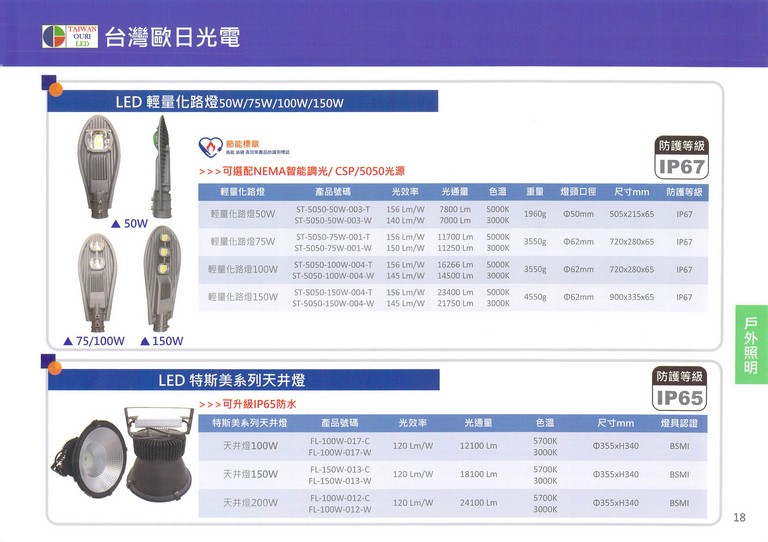 TAIWAN
OURI
LED
台灣歐日光電
LED 輕量化路燈50W/75W/100W/150W
節能標章
防護等級
IP67
>>>可選配NEMA智能調光/ CSP/5050光源
輕量化路燈 產品號碼 光效率 光通量 色溫 重量 燈頭口徑 尺寸mm 防護等級
輕量化路燈50W ST-5050-50W-003-T 156 Lm/W 7800 Lm 5000K 1960g Φ50mm 505x215x65 IP67
ST-5050-50W-003-W 140 Lm/W 7000 Lm 3000K
輕量化路燈75W ST-5050-75W-001-T 156 Lm/W 11700 Lm 5000K 3550g Φ62mm 720x280x65 IP67
ST-5050-75W-001-W 150 Lm/W 11250 Lm 3000K
輕量化路燈100W ST-5050-100W-004-T 156 Lm/W 16266 Lm 5000K 3550g Φ62mm 720x280x65 IP67
ST-5050-100W-004-W 145 Lm/W 14500 Lm 3000K
輕量化路燈150W ST-5050-150W-004-T 156 Lm/W 23400 Lm 5000K 4550g Φ62mm 900x335x65 IP67
ST-5050-150W-004-W 145 Lm/W 21750 Lm 3000K
▲ 50W
▲ 75/100W ▲ 150W
戶外照明
LED 特斯美系列天井燈
防護等級
IP65
>>>可升級IP65防水
特斯美系列天井燈 產品號碼 光效率 光通量 色溫 尺寸mm 燈具認證
天井燈100W FL-100W-017-C 120 Lm/W 12100 Lm 5700K Φ355xH340 BSMI
FL-100W-017-W 3000K
天井燈150W FL-150W-013-C 120 Lm/W 18100 Lm 5700K Φ355xH340 BSMI
FL-150W-013-W 3000K
天井燈200W FL-100W-012-C 120 Lm/W 24100 Lm 5700K Φ355xH340 BSMI
FL-100W-012-W 3000K
18